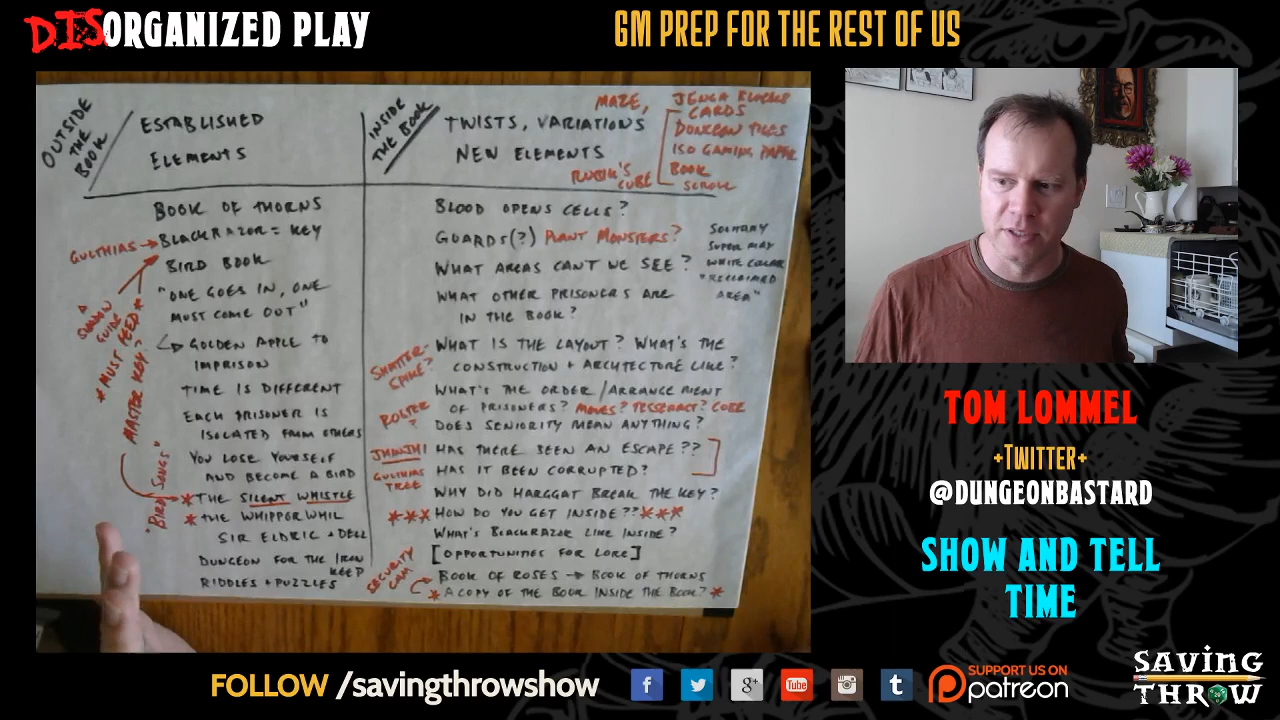 DISORGANIZED PLAY
GM PREP FOR THE REST OF US
OUTSIDE
THE
BOOK
ESTABLISHED
ELEMENTS
INSIDE
THE BOOK
TWISTS, VARIATIONS
NEW ELEMENTS
MAZE,
RUBIK'S
CUBE
JENGA BLOCKS
CARDS
DUNGEON TILES
ISO GAMING PAPER
BOOK
SCROLL
BOOK OF THORNS
GULTHIAS → BLACKRAZOR = KEY
BIRD BOOK
"ONE GOES IN, ONE
MUST COME OUT"
GOLDEN APPLE TO
IMPRISON
TIME IS DIFFERENT
EACH PRISONER IS
ISOLATED FROM OTHERS
YOU LOSE YOURSELF
AND BECOME A BIRD
* THE SILENT WHISTLE
* THE WHIPPERWHIL
SIR ELDRIC + DELL
DUNGEON FOR THE IRON
KEEP
RIDDLES + PUZZLES
A
GUIDE
* MUST FEED *
MASTER KEY?
"BIRD SONGS"
BLOOD OPENS CELLS?
GUARDS(?) PLANT MONSTERS?
WHAT AREAS CAN'T WE SEE?
WHAT OTHER PRISONERS ARE
IN THE BOOK?
SOLITARY
SUPER MAX
WHITE COLLAR
AREA"
WHAT IS THE LAYOUT? WHAT'S THE
CONSTRUCTION + ARCHITECTURE LIKE?
SHATTER-
SPIKE?
WHAT'S THE ORDER / ARRANGEMENT
OF PRISONERS? MOVES? TESSERACT? CUBE
DOES SENIORITY MEAN ANYTHING?
ROSTER
?
HAS THERE BEEN AN ESCAPE??
HAS IT BEEN CORRUPTED?
GULTHIAS
TREE
WHY DID HARGGAT BREAK THE KEY?
*** HOW DO YOU GET INSIDE?? ***
WHAT'S BLACKRAZOR LIKE INSIDE?
[OPPORTUNITIES FOR LORE]
SECURITY
CAM
BOOK OF ROSES → BOOK OF THORNS
* A COPY OF THE BOOK INSIDE THE BOOK? *
TOM LOMMEL
+TWITTER+
@DUNGEONBASTARD
SHOW AND TELL
TIME
FOLLOW /savingthrowshow
f
g+
You Tube
t
SUPPORT US ON
patreon
SAVING
THROW